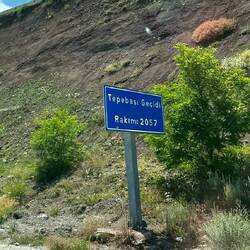 Tepebaşı Geçidi
Rakım: 2057